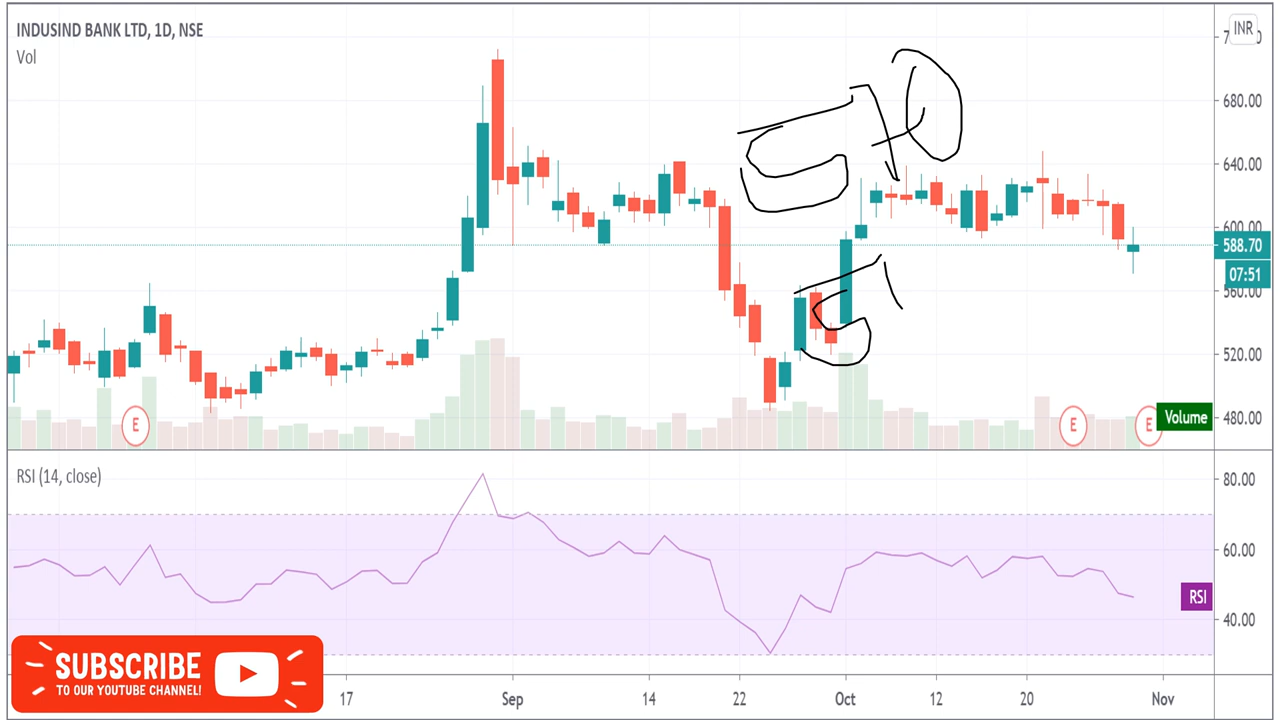 INDUSIND BANK LTD, 1D, NSE
INR
Vol
680.00
640.00
600.00
588.70
07:51
560.00
520.00
Volume
480.00
E
E
E
570
RSI (14, close)
80.00
60.00
RSI
40.00
SUBSCRIBE
TO OUR YOUTUBE CHANNEL!
17
Sep
14
22
Oct
12
20
Nov